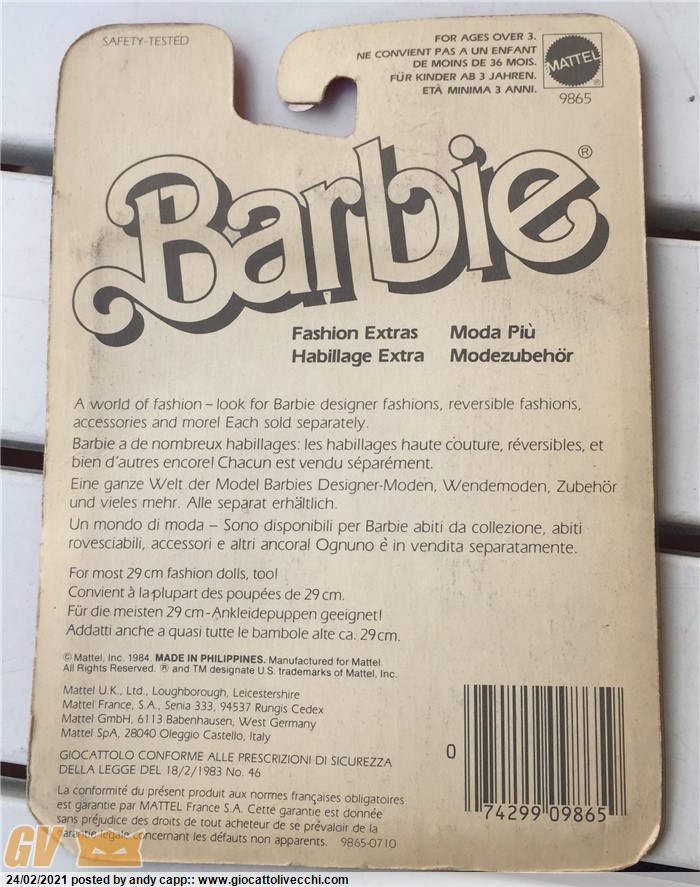 SAFETY-TESTED
FOR AGES OVER 3.
NE CONVIENT PAS A UN ENFANT
DE MOINS DE 36 MOIS.
FÜR KINDER AB 3 JAHREN.
ETÀ MINIMA 3 ANNI.
MATTEL
®
9865
Barbie®
Fashion Extras Moda Più
Habillage Extra Modezubehör
A world of fashion – look for Barbie designer fashions, reversible fashions,
accessories and more! Each sold separately.
Barbie a de nombreux habillages: les habillages haute couture, réversibles, et
bien d'autres encore! Chacun est vendu séparément.
Eine ganze Welt der Model Barbies Designer-Moden, Wendemoden, Zubehör
und vieles mehr. Alle separat erhältlich.
Un mondo di moda – Sono disponibili per Barbie abiti da collezione, abiti
rovesciabili, accessori e altri ancora! Ognuno è in vendita separatamente.
For most 29 cm fashion dolls, too!
Convient à la plupart des poupées de 29 cm.
Für die meisten 29 cm-Ankleidepuppen geeignet!
Addatti anche a quasi tutte le bambole alte ca. 29 cm.
© Mattel, Inc. 1984. MADE IN PHILIPPINES. Manufactured for Mattel.
All Rights Reserved. ® and TM designate U.S. trademarks of Mattel, Inc.
Mattel U.K., Ltd., Loughborough, Leicestershire
Mattel France, S.A., Senia 333, 94537 Rungis Cedex
Mattel GmbH, 6113 Babenhausen, West Germany
Mattel SpA, 28040 Oleggio Castello, Italy
GIOCATTOLO CONFORME ALLE PRESCRIZIONI DI SICUREZZA
DELLA LEGGE DEL 18/2/1983 No. 46
La conformité du présent produit aux normes françaises obligatoires
est garantie par MATTEL France S.A. Cette garantie est donnée
sans préjudice des droits de tout acheteur de se prévaloir de la
garantie légale concernant les défauts non apparents. 9865-0710
0 74299 09865
GV
24/02/2021 posted by andy capp:: www.giocattolivecchi.com